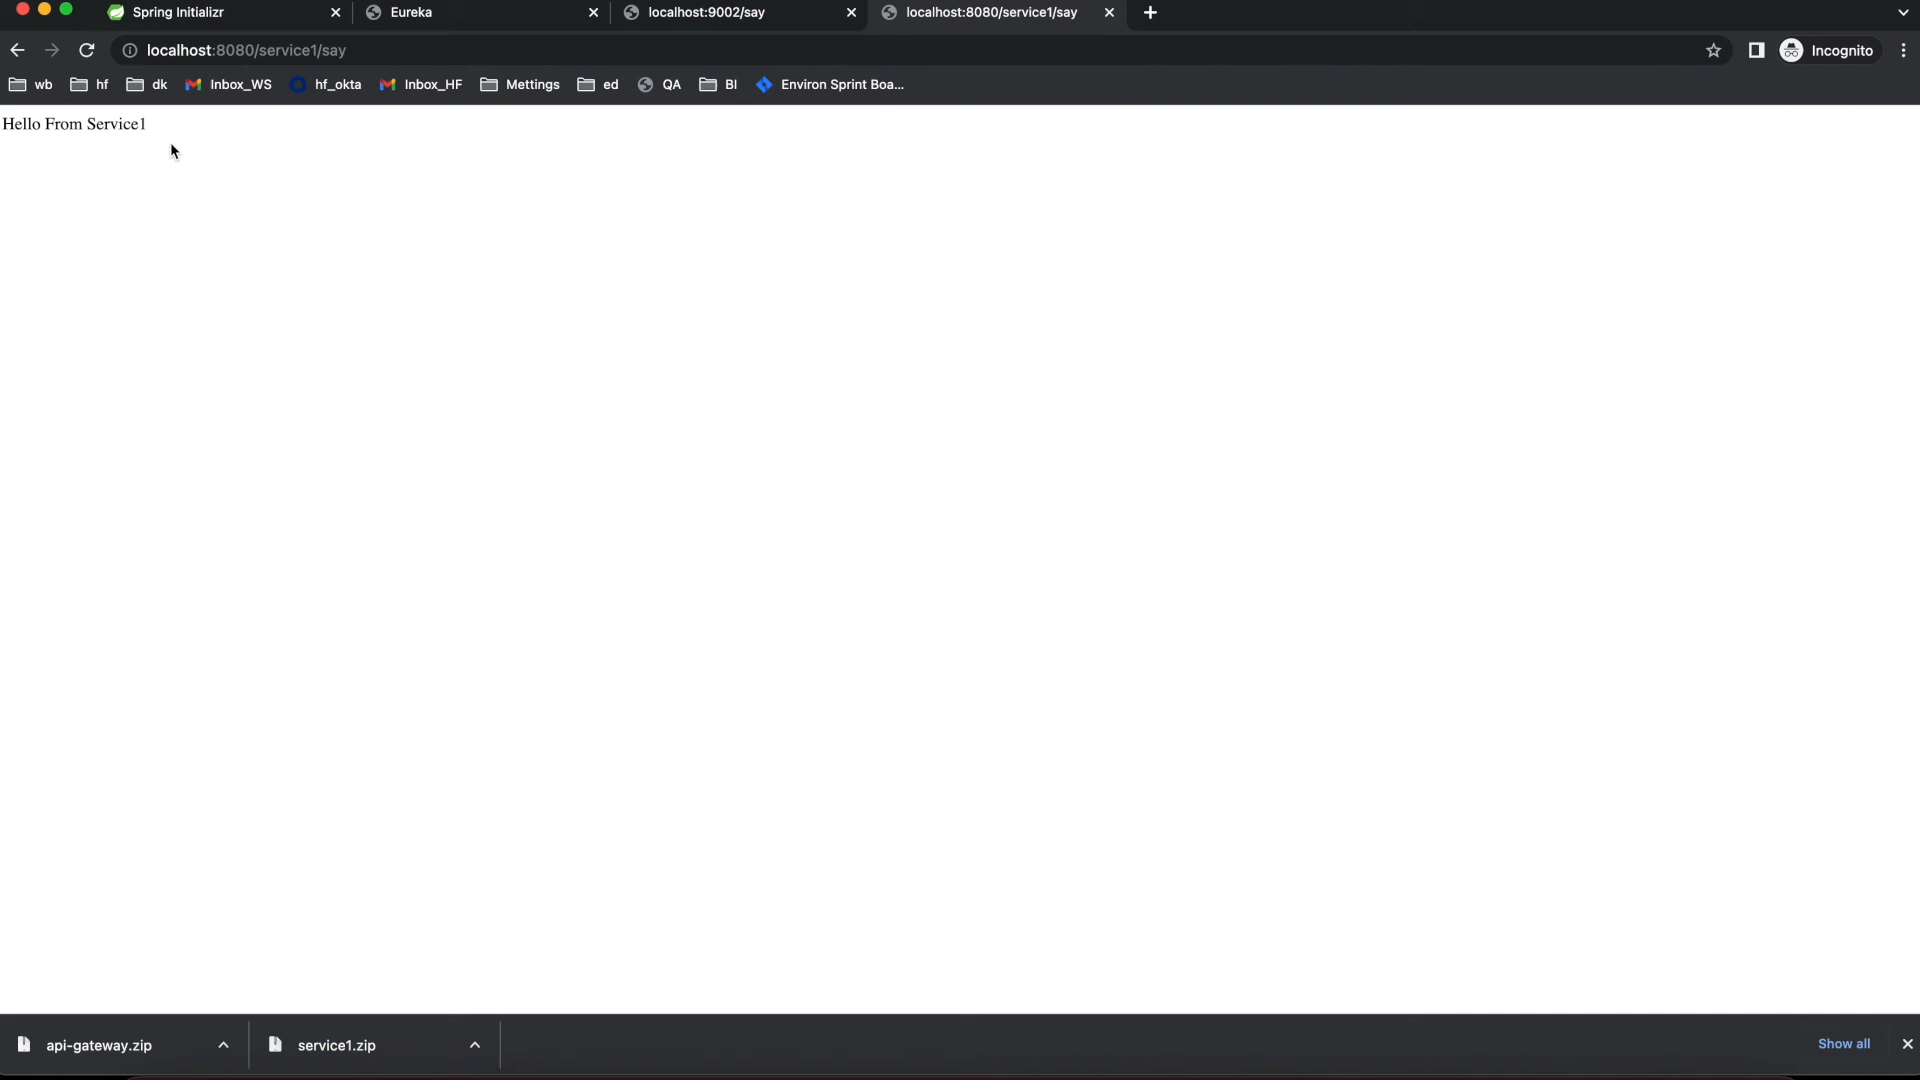 Spring Initializr
Eureka
localhost:9002/say
localhost:8080/service1/say
localhost:8080/service1/say
Incognito
wb
hf
dk
Inbox_WS
hf_okta
Inbox_HF
Mettings
ed
QA
BI
Environ Sprint Boa...
Hello From Service1
api-gateway.zip
service1.zip
Show all